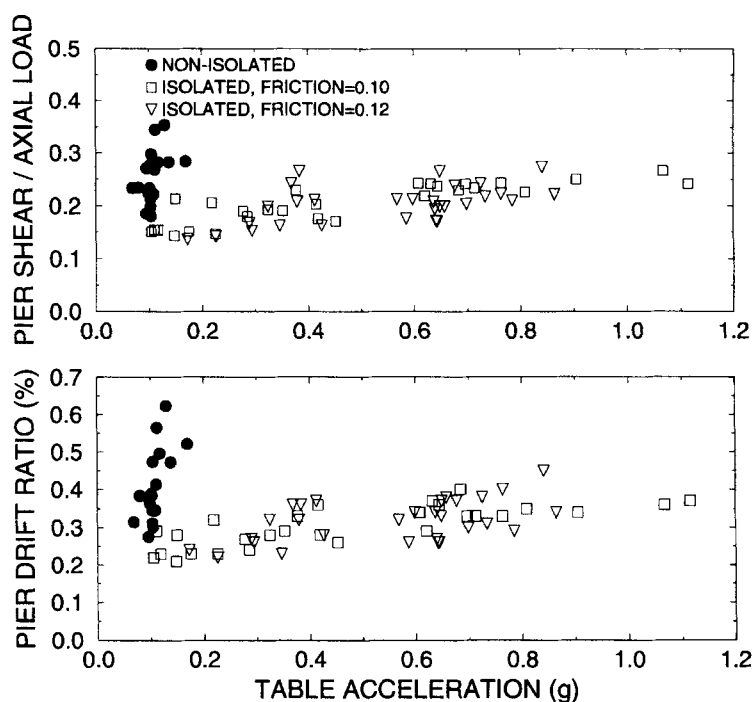 PIER SHEAR / AXIAL LOAD
0.5
0.4
0.3
0.2
0.1
0.0
NON-ISOLATED
ISOLATED, FRICTION=0.10
ISOLATED, FRICTION=0.12
0.0 0.2 0.4 0.6 0.8 1.0 1.2
PIER DRIFT RATIO (%)
0.7
0.6
0.5
0.4
0.3
0.2
0.1
0.0
0.0 0.2 0.4 0.6 0.8 1.0 1.2
TABLE ACCELERATION (g)